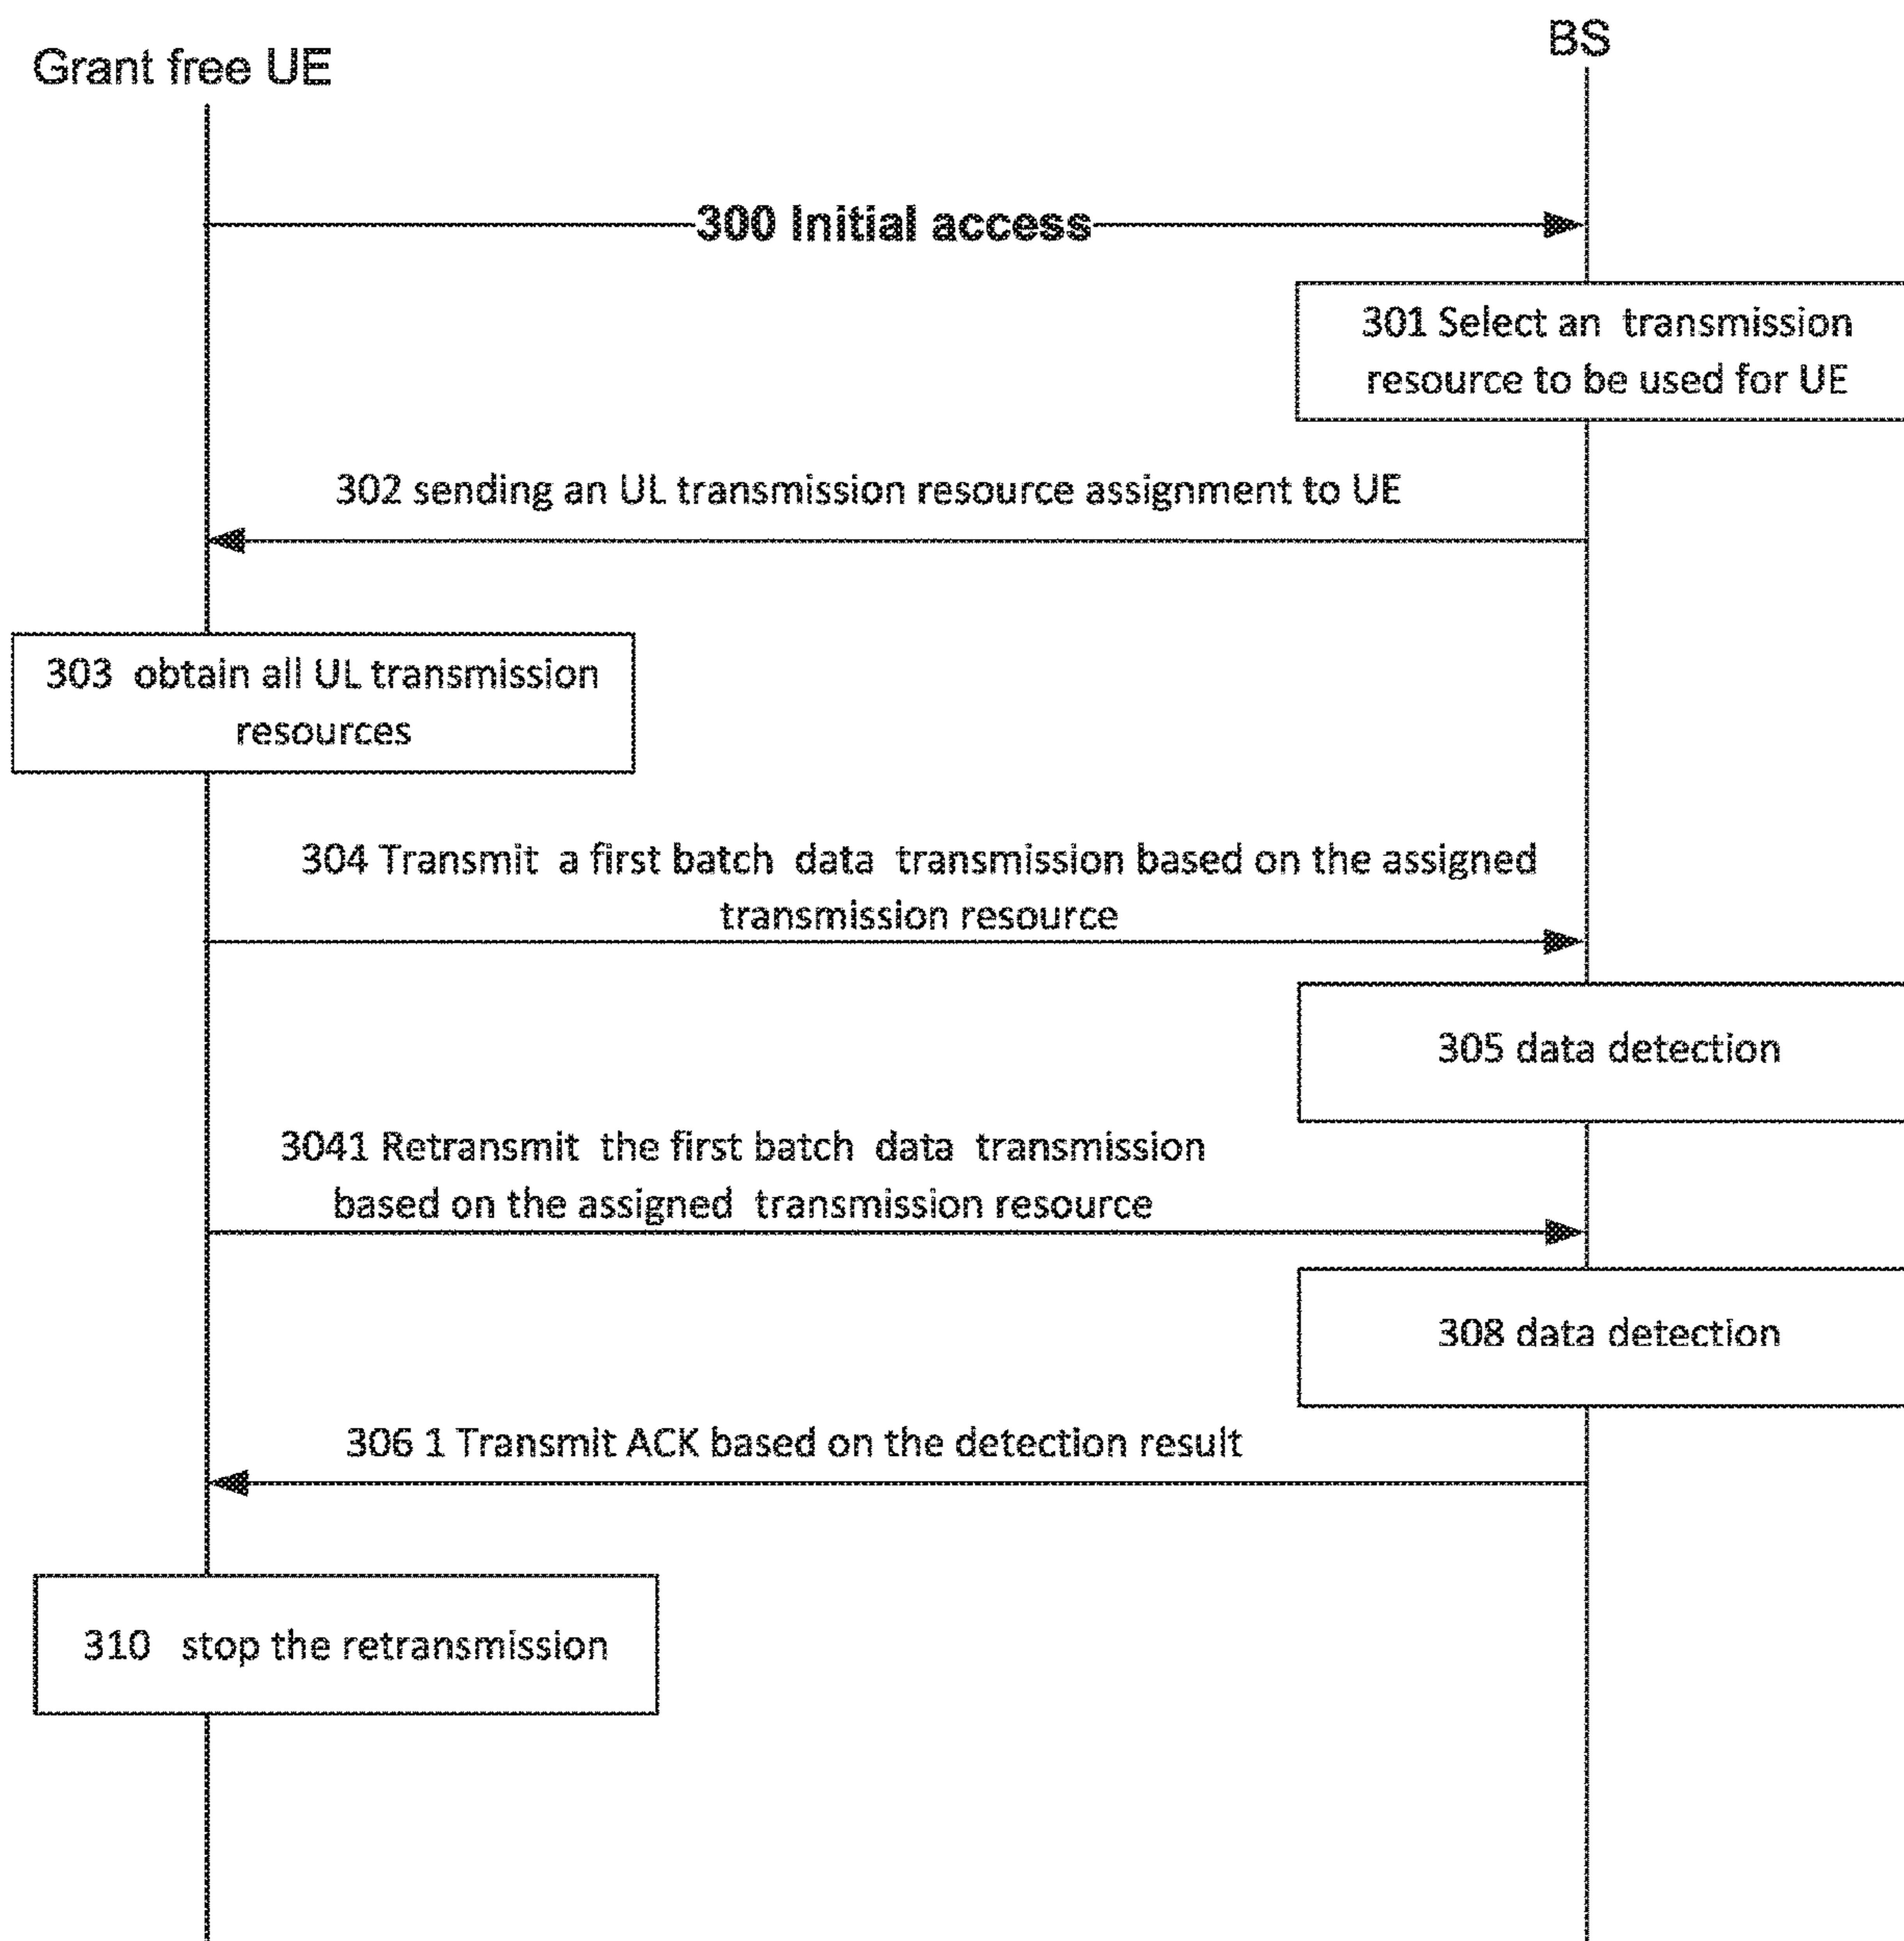 Grant free UE
BS
300 Initial access
301 Select an transmission
resource to be used for UE
302 sending an UL transmission resource assignment to UE
303 obtain all UL transmission
resources
304 Transmit a first batch data transmission based on the assigned
transmission resource
305 data detection
3041 Retransmit the first batch data transmission
based on the assigned transmission resource
308 data detection
306 1 Transmit ACK based on the detection result
310 stop the retransmission